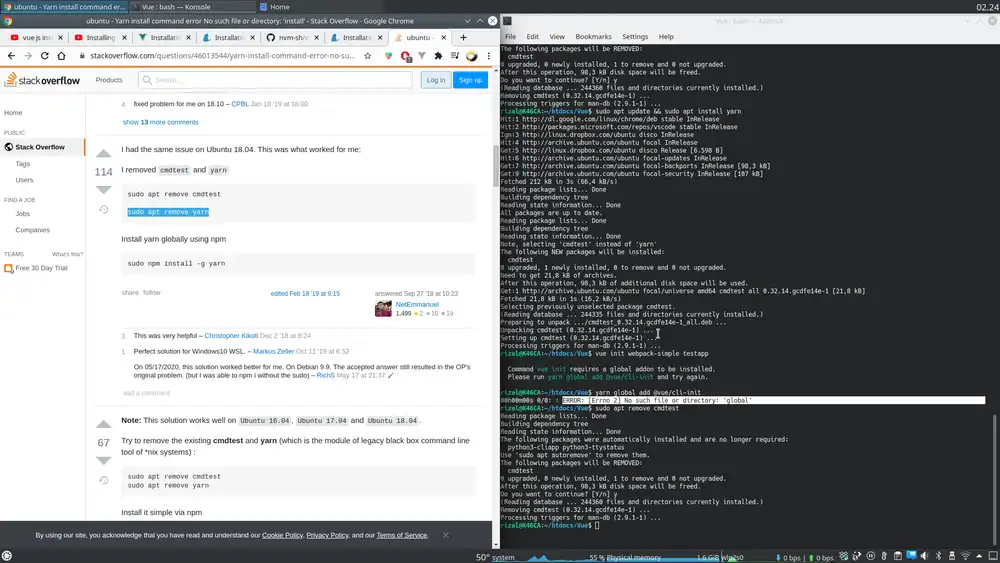 ubuntu - Yarn install command er...
Vue : bash — Konsole
Home
02.24
ubuntu - Yarn install command error No such file or directory: 'install' - Stack Overflow - Google Chrome
vue js inst
Installing
Installatic
nvm-sh/nv
Installatic
ubuntu -
stackoverflow.com/questions/46013544/yarn-install-command-error-no-su...
stackoverflow
Products
Search...
Log in
Sign up
Home
PUBLIC
Stack Overflow
Tags
Users
FIND A JOB
Jobs
Companies
TEAMS
What's this?
Free 30 Day Trial
4 fixed problem for me on 18.10 – CPBL Jan 18 '19 at 16:00
show 13 more comments
I had the same issue on Ubuntu 18.04. This was what worked for me:
114
I removed cmdtest and yarn
sudo apt remove cmdtest
sudo apt remove yarn
Install yarn globally using npm
sudo npm install -g yarn
share follow
edited Feb 18 '19 at 9:15
answered Sep 27 '18 at 10:23
NetEmmanuel
1,499 2 10 19
3 This was very helpful – Christopher Kikoti Dec 2 '18 at 6:24
1 Perfect solution for Windows10 WSL. – Markus Zeller Oct 11 '19 at 6:52
On 05/17/2020, this solution worked better for me. On Debian 9.9. The accepted answer still resulted in the OP's
original problem. (but I was able to npm i without the sudo) – RichS May 17 at 21:37
add a comment
Note: This solution works well on Ubuntu 16.04, Ubuntu 17.04 and Ubuntu 18.04.
67
Try to remove the existing cmdtest and yarn (which is the module of legacy black box command line
tool of *nix systems) :
sudo apt remove cmdtest
sudo apt remove yarn
Install it simple via npm
By using our site, you acknowledge that you have read and understand our Cookie Policy, Privacy Policy, and our Terms of Service.
Vue : bash — Konsole
File Edit View Bookmarks Settings Help
The following packages will be REMOVED:
cmdtest
0 upgraded, 0 newly installed, 1 to remove and 0 not upgraded.
After this operation, 98,3 kB disk space will be freed.
Do you want to continue? [Y/n] y
(Reading database ... 244360 files and directories currently installed.)
Removing cmdtest (0.32.14.gcdfe14e-1) ...
Processing triggers for man-db (2.9.1-1) ...
rizal@K46CA:~/htdocs/Vue$ sudo apt update && sudo apt install yarn
Hit:1 http://dl.google.com/linux/chrome/deb stable InRelease
Hit:2 http://packages.microsoft.com/repos/vscode stable InRelease
Ign:3 http://linux.dropbox.com/ubuntu disco InRelease
Hit:4 http://archive.ubuntu.com/ubuntu focal InRelease
Get:5 http://linux.dropbox.com/ubuntu disco Release [6.598 B]
Hit:6 http://archive.ubuntu.com/ubuntu focal-updates InRelease
Get:7 http://archive.ubuntu.com/ubuntu focal-backports InRelease [98,3 kB]
Get:9 http://archive.ubuntu.com/ubuntu focal-security InRelease [107 kB]
Fetched 212 kB in 3s (66,4 kB/s)
Reading package lists... Done
Building dependency tree
Reading state information... Done
All packages are up to date.
Reading package lists... Done
Building dependency tree
Reading state information... Done
Note, selecting 'cmdtest' instead of 'yarn'
The following NEW packages will be installed:
cmdtest
0 upgraded, 1 newly installed, 0 to remove and 0 not upgraded.
Need to get 21,8 kB of archives.
After this operation, 98,3 kB of additional disk space will be used.
Get:1 http://archive.ubuntu.com/ubuntu focal/universe amd64 cmdtest all 0.32.14.gcdfe14e-1 [21,8 kB]
Fetched 21,8 kB in 1s (16,2 kB/s)
Selecting previously unselected package cmdtest.
(Reading database ... 244335 files and directories currently installed.)
Preparing to unpack .../cmdtest_0.32.14.gcdfe14e-1_all.deb ...
Unpacking cmdtest (0.32.14.gcdfe14e-1) ...
Setting up cmdtest (0.32.14.gcdfe14e-1) ...
Processing triggers for man-db (2.9.1-1) ...
rizal@K46CA:~/htdocs/Vue$ vue init webpack-simple testapp
Command vue init requires a global addon to be installed.
Please run yarn global add @vue/cli-init and try again.
rizal@K46CA:~/htdocs/Vue$ yarn global add @vue/cli-init
00h00m00s 0/0: : ERROR: [Errno 2] No such file or directory: 'global'
rizal@K46CA:~/htdocs/Vue$ sudo apt remove cmdtest
Reading package lists... Done
Building dependency tree
Reading state information... Done
The following packages were automatically installed and are no longer required:
python3-cliapp python3-ttystatus
Use 'sudo apt autoremove' to remove them.
The following packages will be REMOVED:
cmdtest
0 upgraded, 0 newly installed, 1 to remove and 0 not upgraded.
After this operation, 98,3 kB disk space will be freed.
Do you want to continue? [Y/n] y
(Reading database ... 244360 files and directories currently installed.)
Removing cmdtest (0.32.14.gcdfe14e-1) ...
Processing triggers for man-db (2.9.1-1) ...
rizal@K46CA:~/htdocs/Vue$
50° system
55 % Physical memory
1.6 GiB wlp2s0
0 bps
0 bps